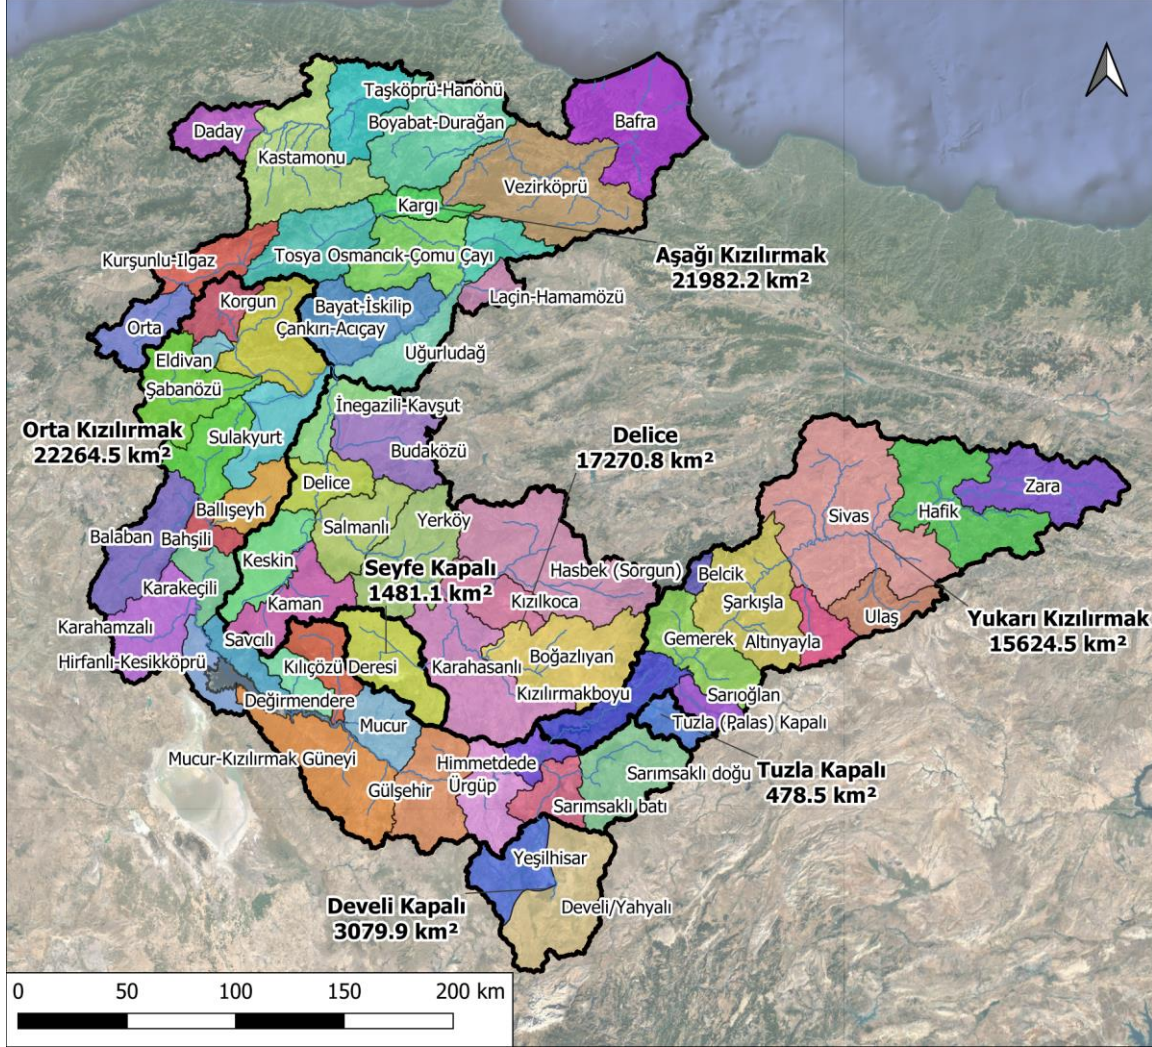 Taşköprü-Hanönü
Bafra
Daday
Boyabat-Durağan
Kastamonu
Vezirköprü
Kargı
Kurşunlu-Ilgaz
Tosya
Osmancık-Çomu Çayı
Aşağı Kızılırmak
21982.2 km²
Laçin-Hamamözü
Korgun
Bayat-İskilip
Orta
Çankırı-Acıçay
Uğurludağ
Eldivan
Şabanözü
İnegazili-Kavşut
Orta Kızılırmak
22264.5 km²
Sulakyurt
Budaközü
Delice
17270.8 km²
Delice
Zara
Ballışeyh
Salmanlı
Yerköy
Sivas
Hafik
Balaban
Bahşili
Keskin
Seyfe Kapalı
1481.1 km²
Hasbek (Sorgun)
Belcik
Karakeçili
Kaman
Kızılkoca
Şarkışla
Ulaş
Yukarı Kızılırmak
15624.5 km²
Karahamzalı
Savcılı
Gemerek
Altınyayla
Hirfanlı-Kesikköprü
Kılıçözü Deresi
Karahasanlı
Boğazlıyan
Değirmendere
Kızılırmakboyu
Sarıoğlan
Mucur
Tuzla (Palas) Kapalı
Mucur-Kızılırmak Güneyi
Himmetdede
Gülşehir
Ürgüp
Sarımsaklı doğu
Tuzla Kapalı
478.5 km²
Sarımsaklı batı
Yeşilhisar
Develi Kapalı
3079.9 km²
Develi/Yahyalı
0 50 100 150 200 km